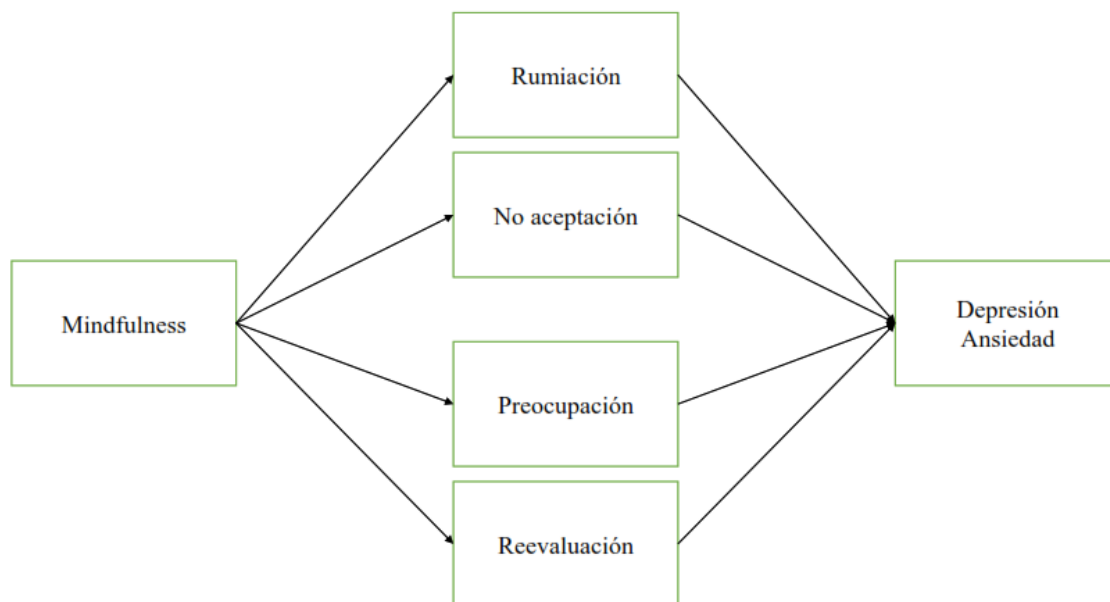 Rumiación
No aceptación
Mindfulness
Depresión
Ansiedad
Preocupación
Reevaluación